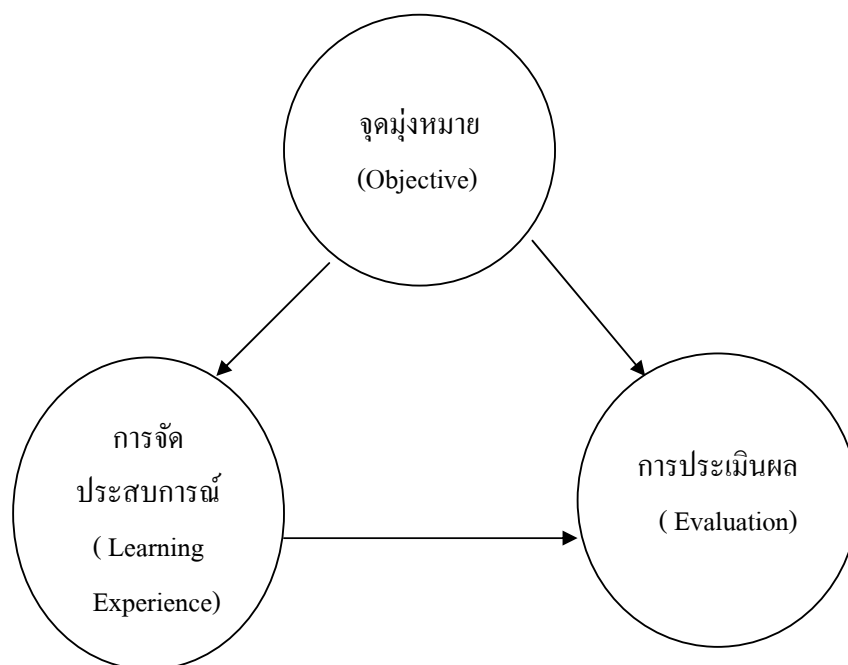 จุดมุ่งหมาย
(Objective)
การจัด
ประสบการณ์
( Learning
Experience)
การประเมินผล
( Evaluation)